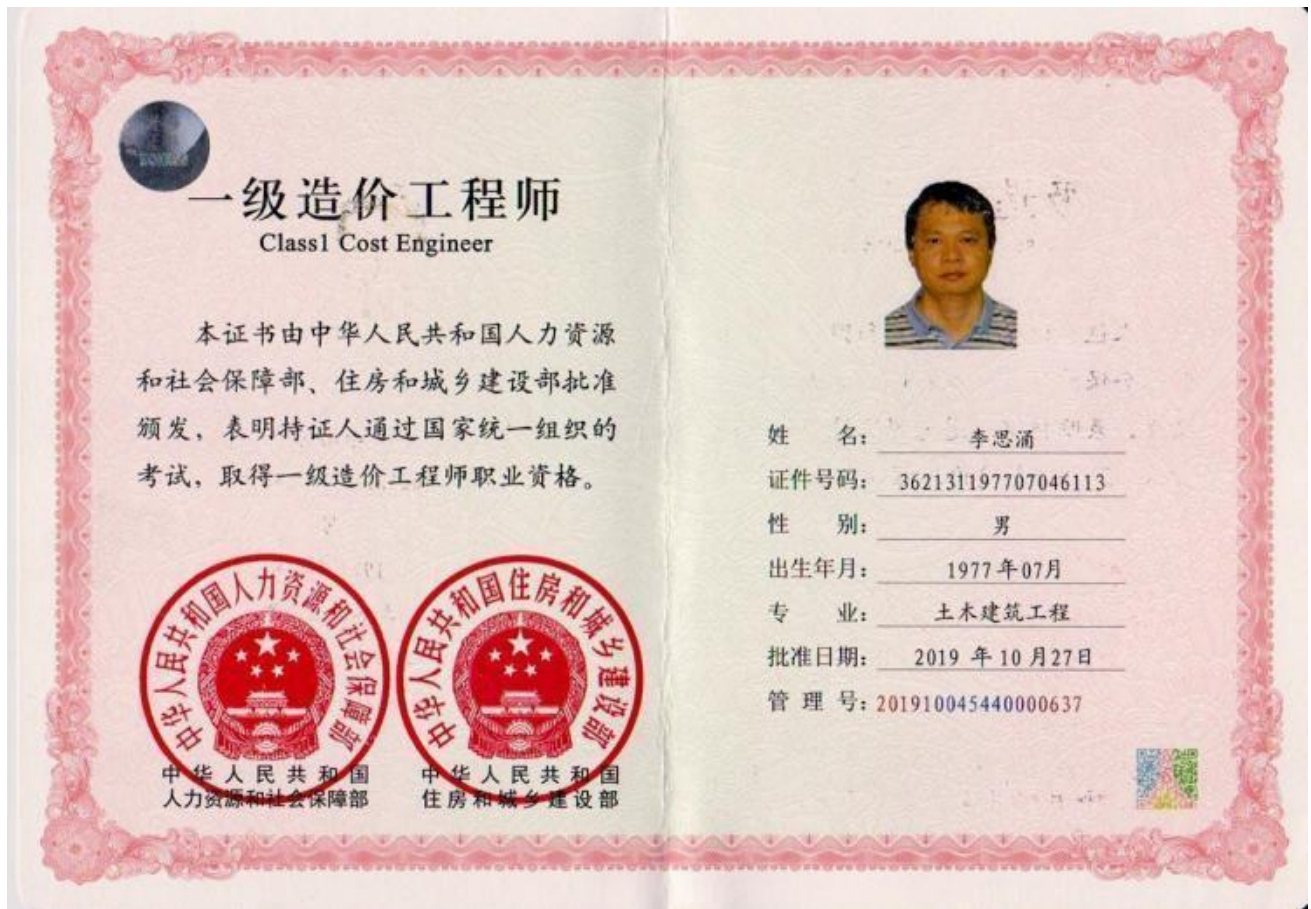 一级造价工程师
Class1 Cost Engineer
本证书由中华人民共和国人力资源
和社会保障部、住房和城乡建设部批准
颁发，表明持证人通过国家统一组织的
考试，取得一级造价工程师职业资格。
中华人民共和国人力资源和社会保障部
中华人民共和国住房和城乡建设部
中华人民共和国
人力资源和社会保障部
中华人民共和国
住房和城乡建设部
姓 名：李思涌
证件号码：362131197707046113
性 别：男
出生年月：1977年07月
专 业：土木建筑工程
批准日期：2019 年 10 月27日
管 理 号：201910045440000637